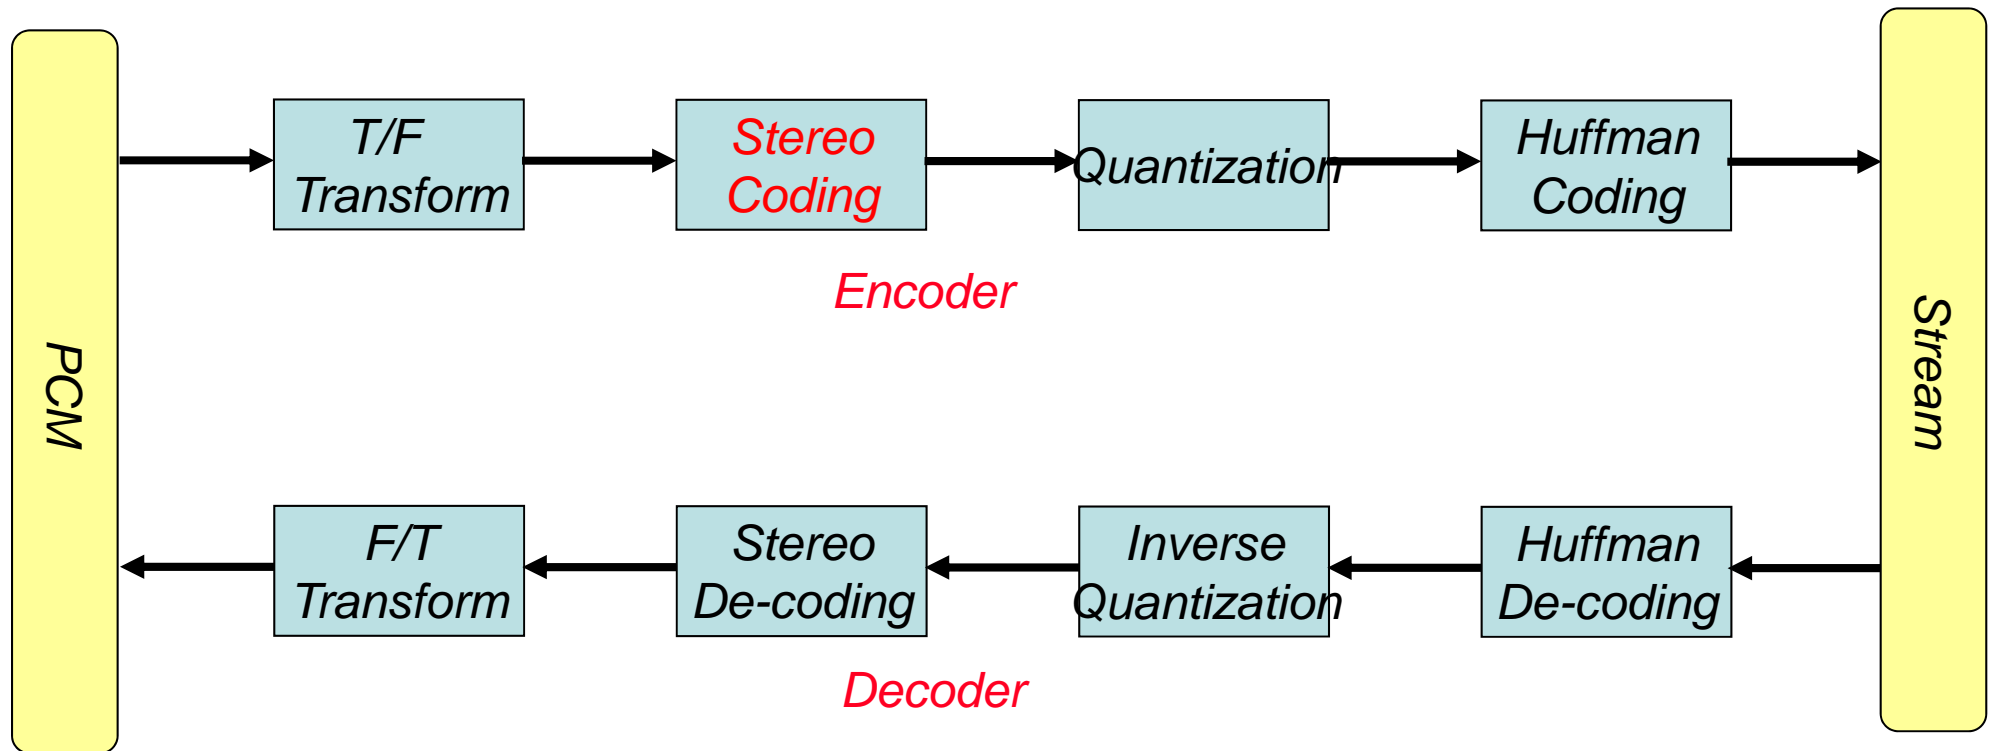 PCM
T/F
Transform
Stereo
Coding
Quantization
Huffman
Coding
Stream
Encoder
F/T
Transform
Stereo
De-coding
Inverse
Quantization
Huffman
De-coding
Decoder